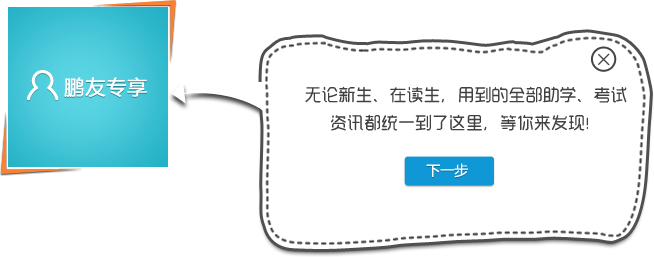 鹏友专享
无论新生、在读生，用到的全部助学、考试
资讯都统一到了这里，等你来发现!
下一步